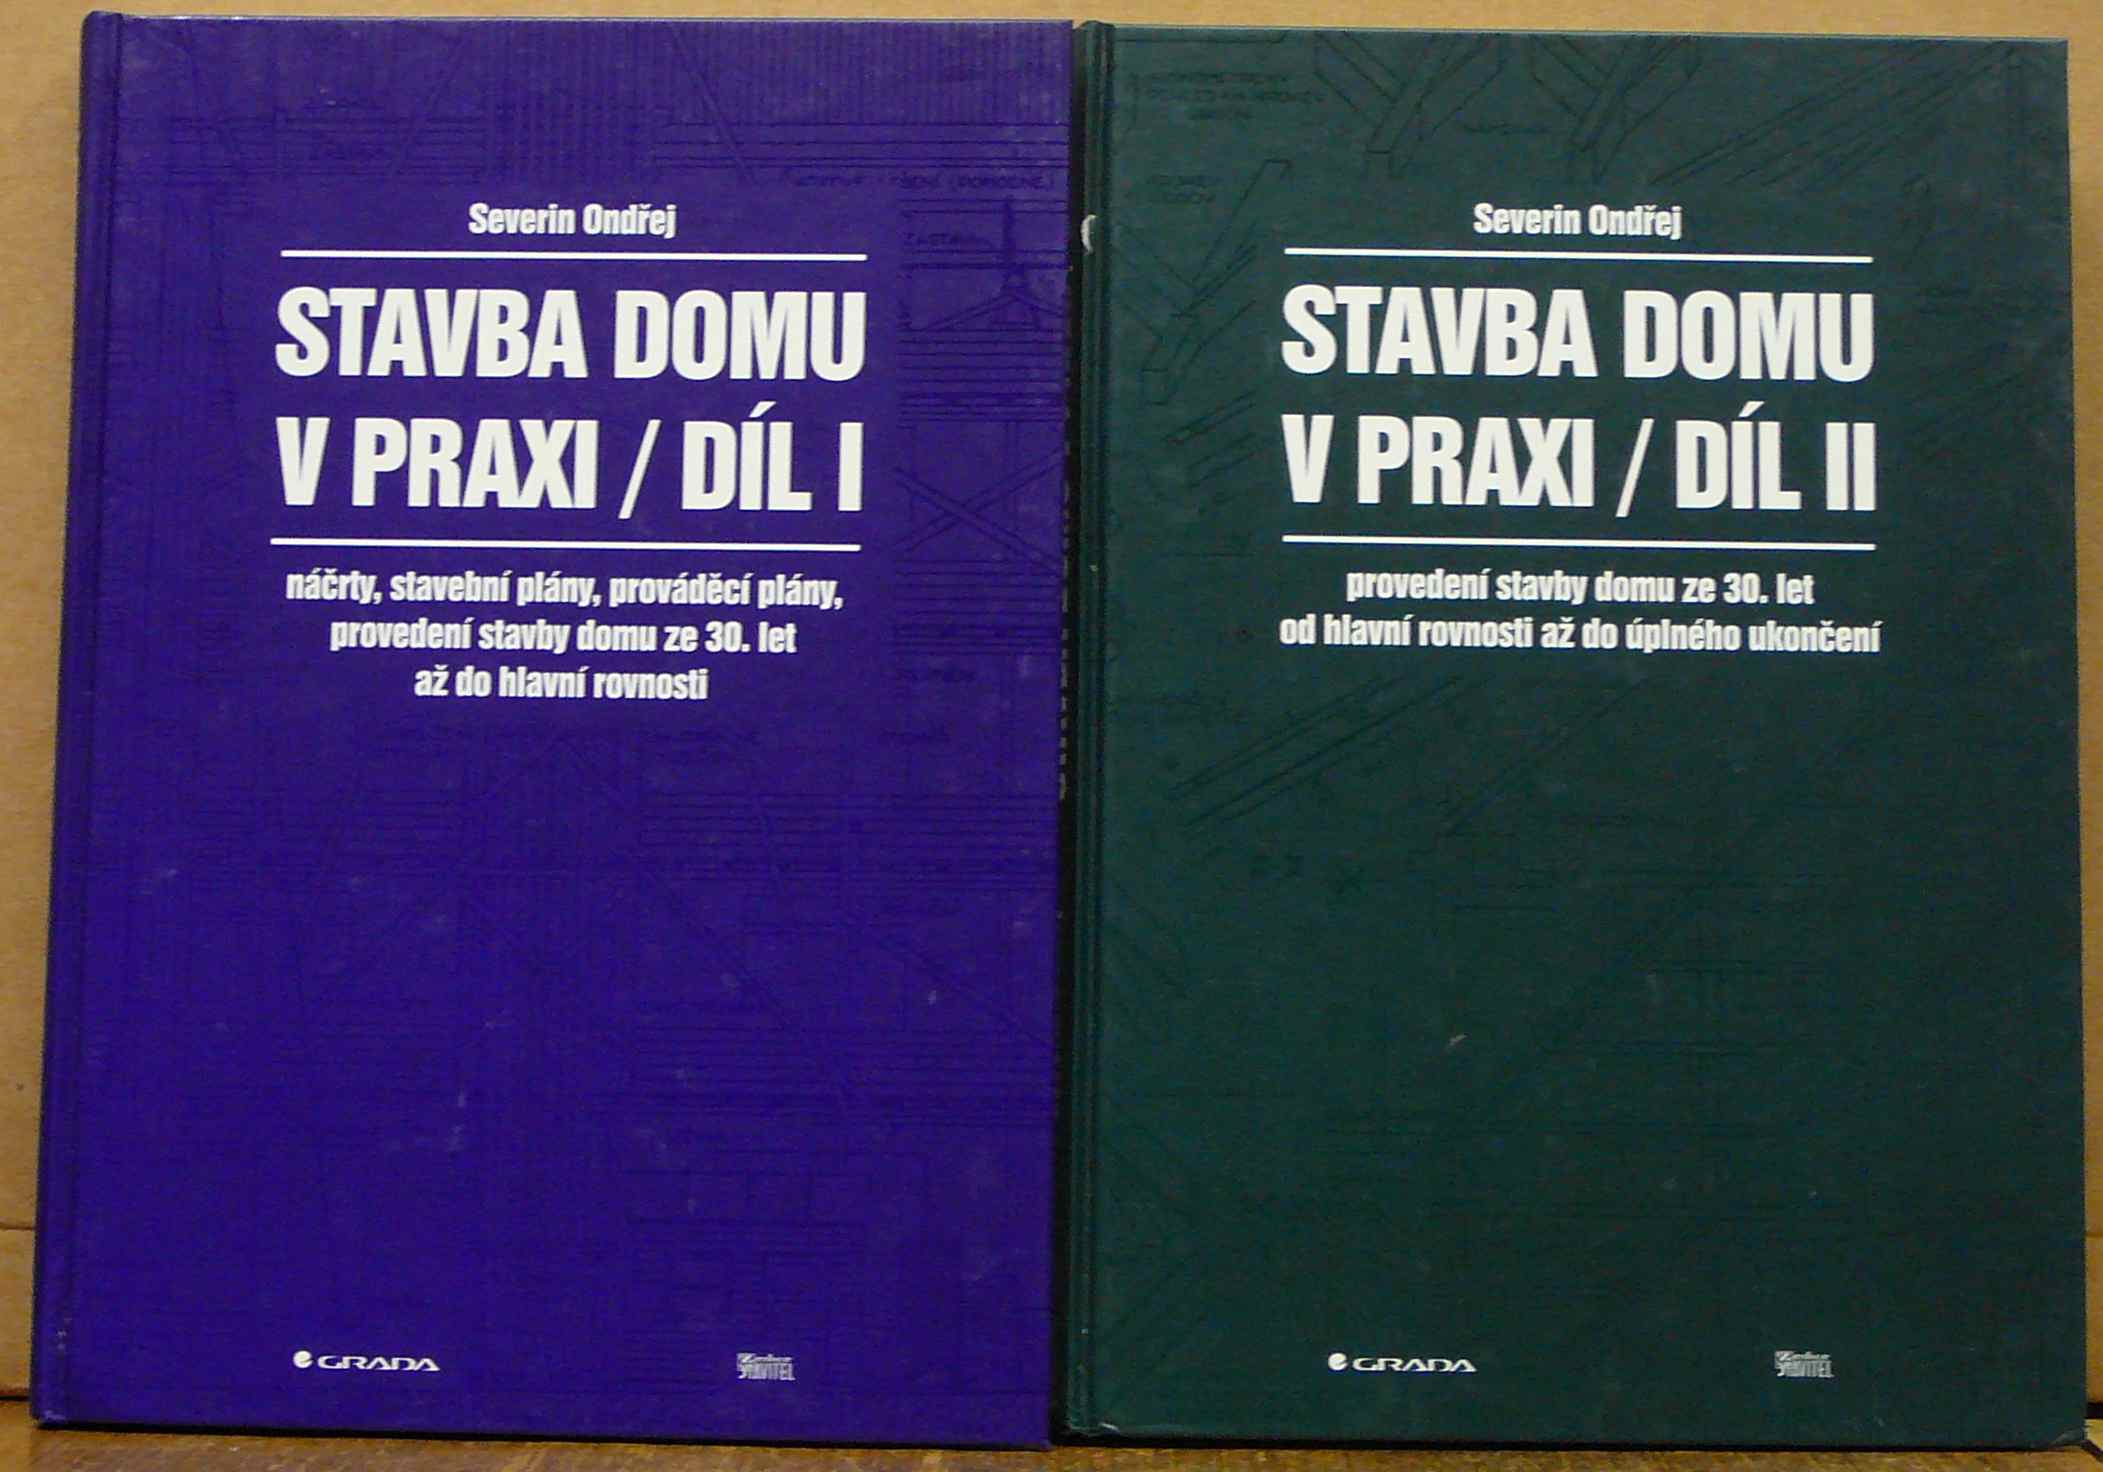 Severin Ondřej
STAVBA DOMU
V PRAXI / DÍL I
náčrty, stavební plány, prováděcí plány,
provedení stavby domu ze 30. let
až do hlavní rovnosti
GRADA
Severin Ondřej
STAVBA DOMU
V PRAXI / DÍL II
provedení stavby domu ze 30. let
od hlavní rovnosti až do úplného ukončení
GRADA